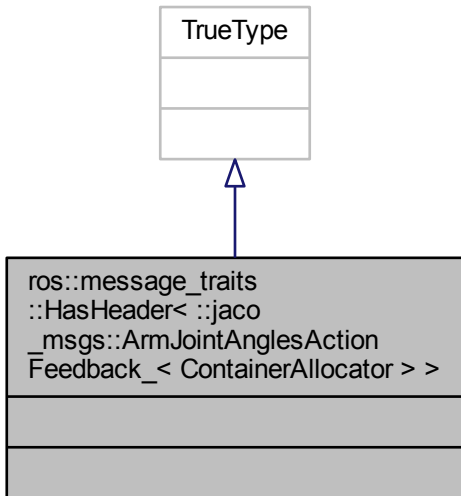 TrueType
ros::message_traits
::HasHeader< ::jaco
_msgs::ArmJointAnglesAction
Feedback_< ContainerAllocator > >